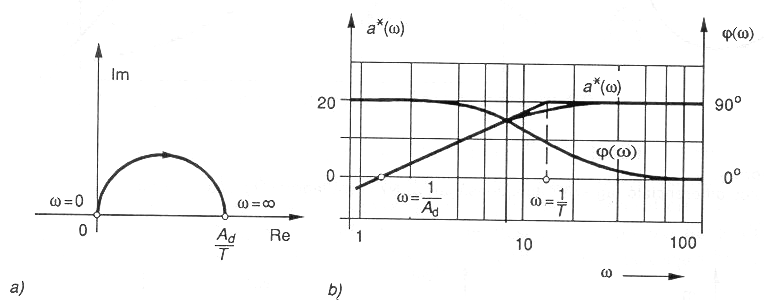 Im
ω=0
ω=∞
0
A_d/T
Re
a)
a*(ω)
φ(ω)
20
0
a*(ω)
φ(ω)
90°
0°
ω=1/A_d
ω=1/T
1
10
100
ω
b)